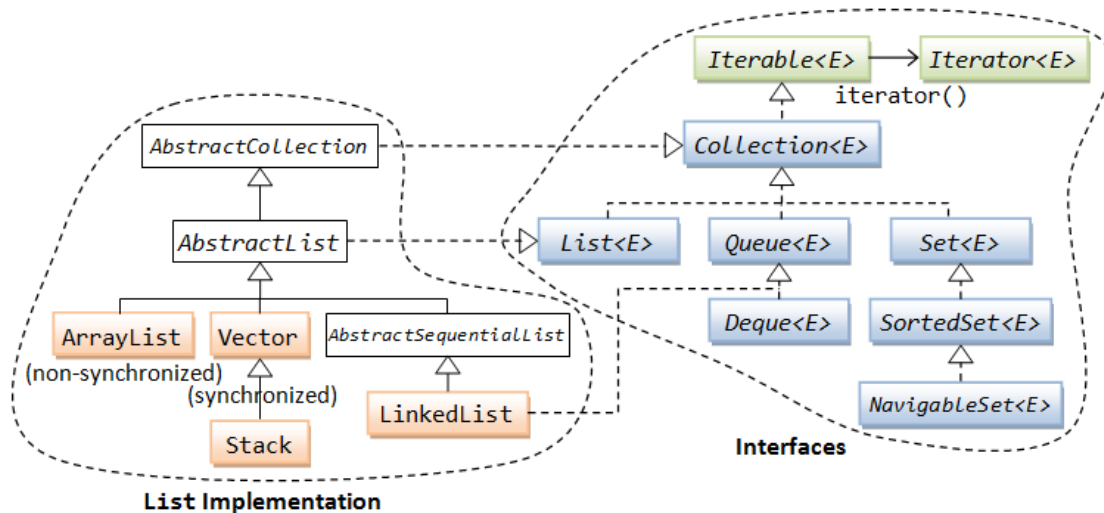 Iterable<E>
Iterator<E>
iterator()
AbstractCollection
Collection<E>
AbstractList
List<E>
Queue<E>
Set<E>
ArrayList
Vector
AbstractSequentialList
Deque<E>
SortedSet<E>
(non-synchronized)
(synchronized)
LinkedList
NavigableSet<E>
Stack
Interfaces
List Implementation